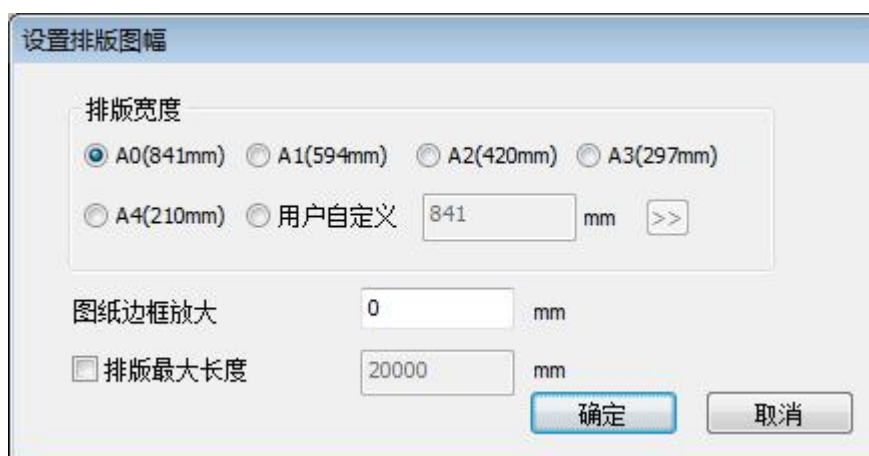 设置排版图幅
排版宽度
A0(841mm) A1(594mm) A2(420mm) A3(297mm)
A4(210mm) 用户自定义 841 mm >>
图纸边框放大 0 mm
排版最大长度 20000 mm
确定 取消